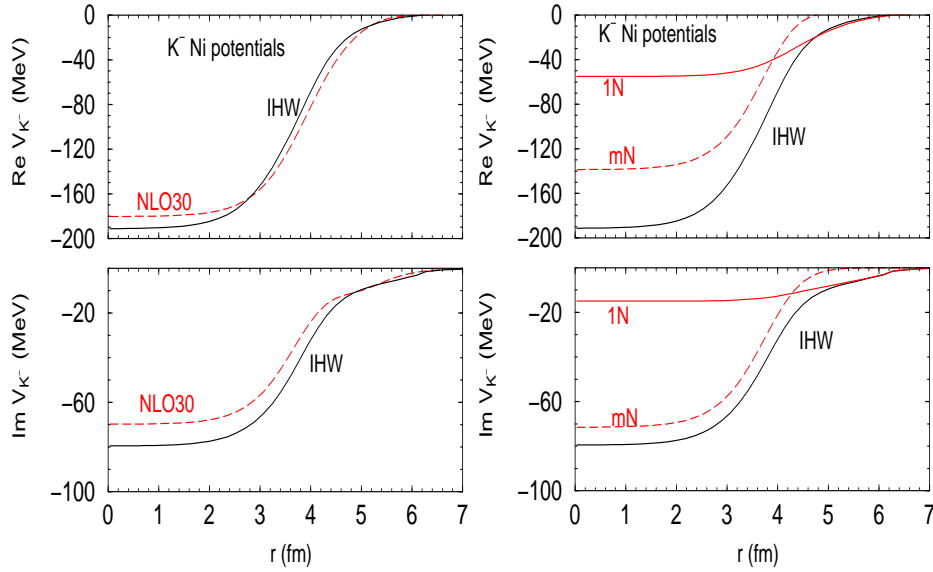 0
−40
−80
−120
−160
−200
Re V_K⁻ (MeV)
K⁻ Ni potentials
IHW
NLO30
0
−40
−80
−120
−160
−200
Re V_K⁻ (MeV)
K⁻ Ni potentials
1N
mN
IHW
−20
−40
−60
−80
−100
Im V_K⁻ (MeV)
IHW
NLO30
0 1 2 3 4 5 6 7
r (fm)
−20
−60
−100
Im V_K⁻ (MeV)
1N
IHW
mN
0 1 2 3 4 5 6 7
r (fm)